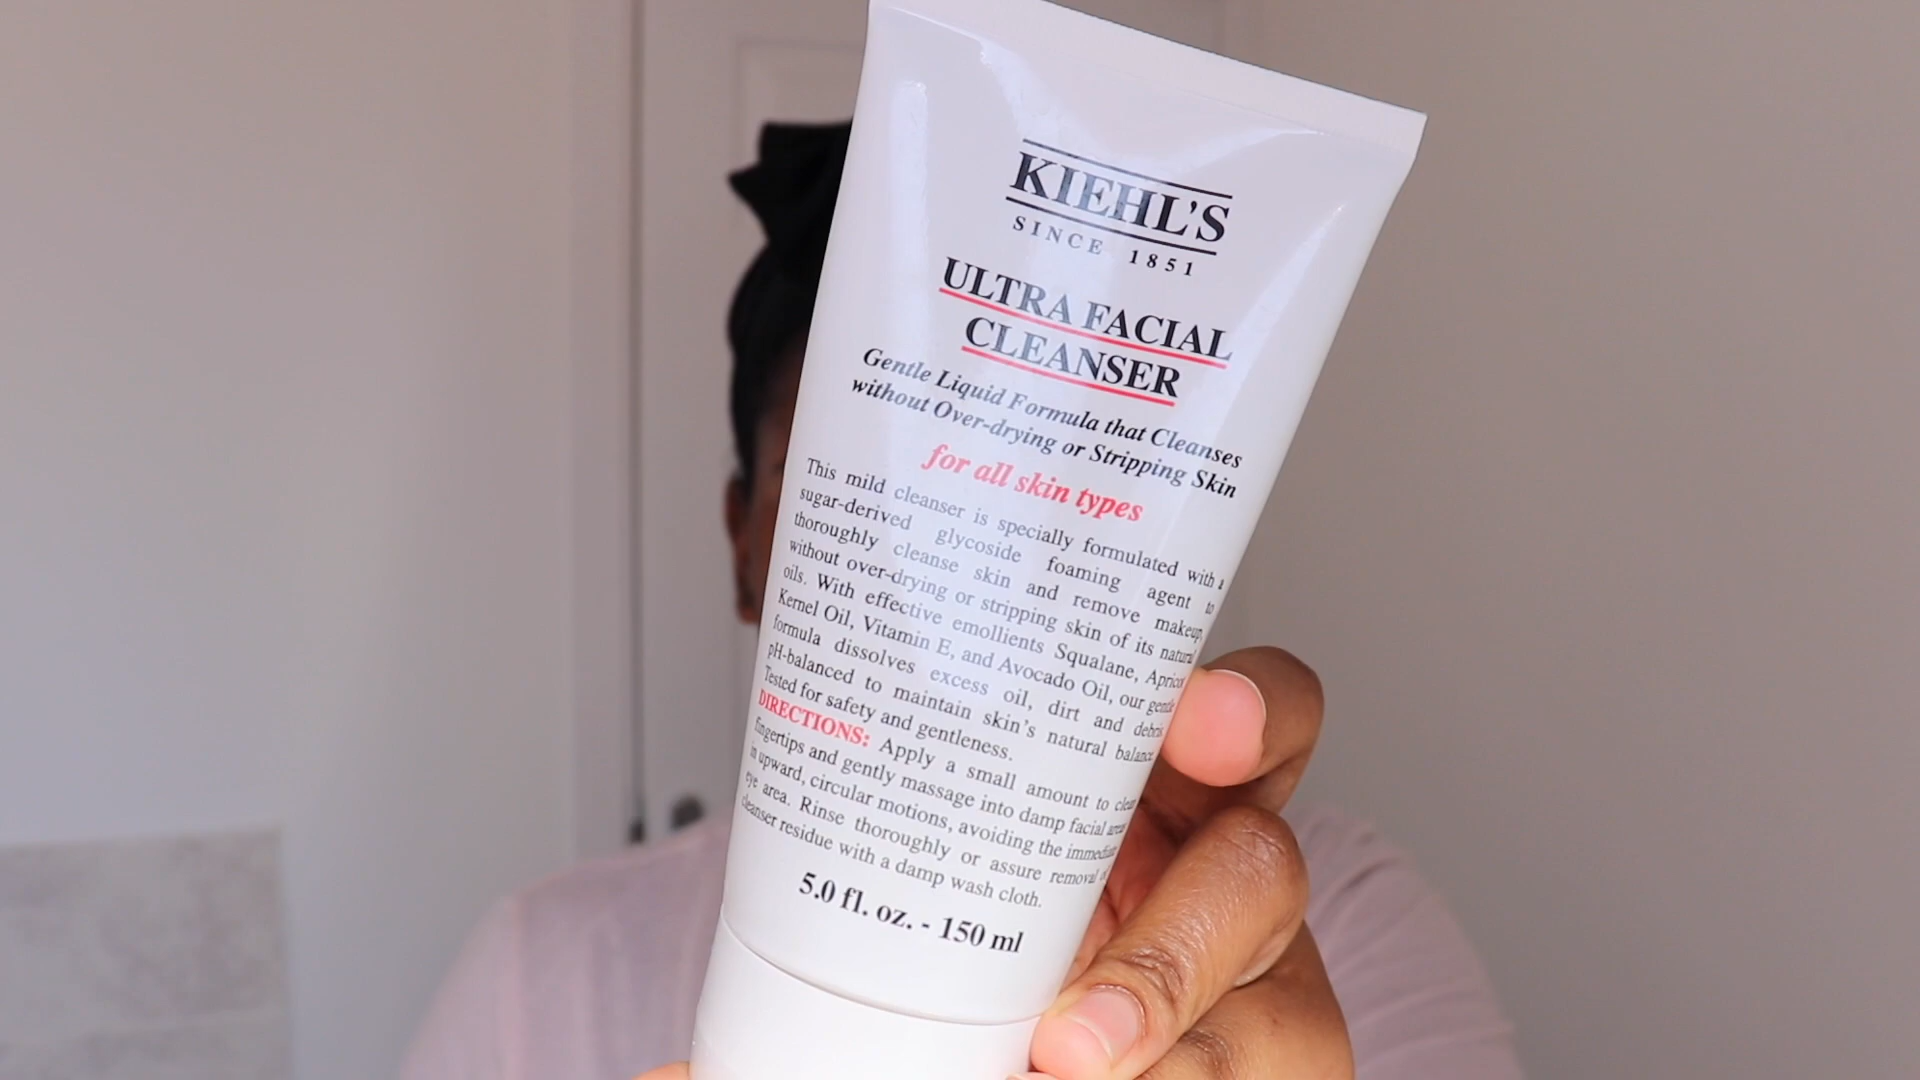 KIEHL'S
SINCE 1851
ULTRA FACIAL
CLEANSER
Gentle Liquid Formula that Cleanses
without Over-drying or Stripping Skin
for all skin types
This mild cleanser is specially formulated with a
sugar-derived glycoside foaming agent to
thoroughly cleanse skin and remove makeup,
without over-drying or stripping skin of its natural
oils. With effective emollients Squalane, Apricot
Kernel Oil, Vitamin E, and Avocado Oil, our gentle
formula dissolves excess oil, dirt and debris.
pH-balanced to maintain skin's natural balance.
Tested for safety and gentleness.
DIRECTIONS: Apply a small amount to clean
fingertips and gently massage into damp facial area
in upward, circular motions, avoiding the immediate
eye area. Rinse thoroughly or assure removal of
cleanser residue with a damp wash cloth.
5.0 fl. oz. - 150 ml